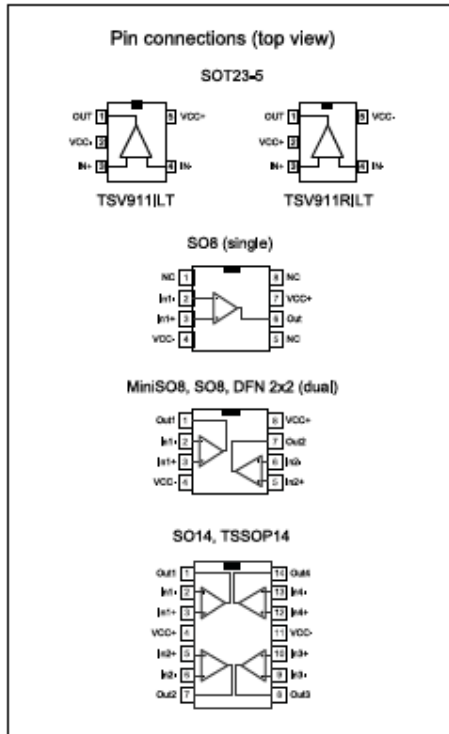 Pin connections (top view)
SOT23-5
OUT 1 5 VCC+
VCC- 2
IN+ 3 4 IN-
TSV911ILT
OUT 1 5 VCC-
VCC+ 2
IN+ 3 4 IN-
TSV911RILT
SO8 (single)
NC 1 8 NC
In1- 2 7 VCC+
In1+ 3 6 Out
VCC- 4 5 NC
MiniSO8, SO8, DFN 2x2 (dual)
Out1 1 8 VCC+
In1- 2 7 Out2
In1+ 3 6 In2-
VCC- 4 5 In2+
SO14, TSSOP14
Out1 1 14 Out4
In1- 2 13 In4-
In1+ 3 12 In4+
VCC+ 4 11 VCC-
In2+ 5 10 In3+
In2- 6 9 In3-
Out2 7 8 Out3